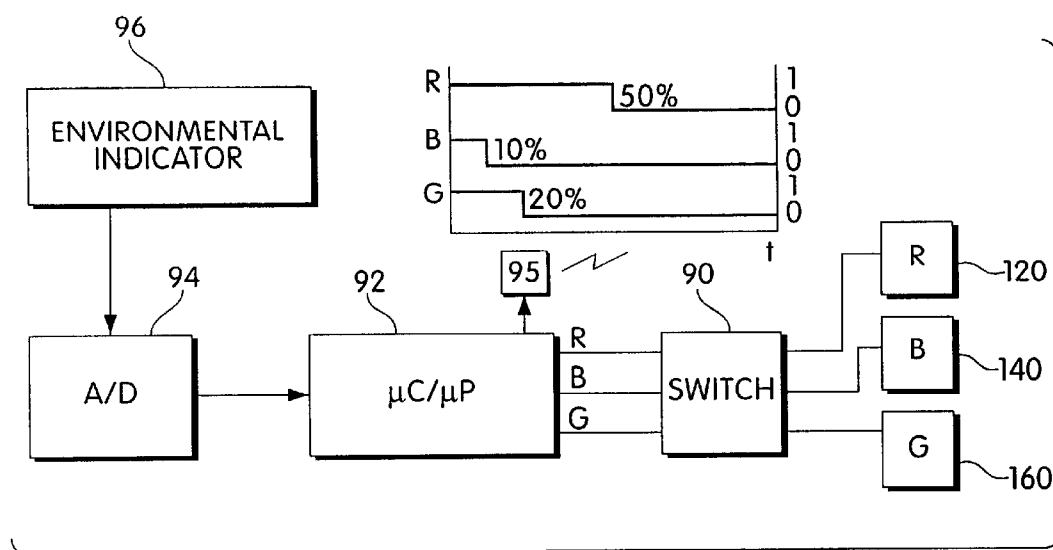 96
ENVIRONMENTAL
INDICATOR
R
50%
1
0
B
10%
1
0
G
20%
1
0
t
94
A/D
92
µC/µP
95
R
B
G
90
SWITCH
R
120
B
140
G
160